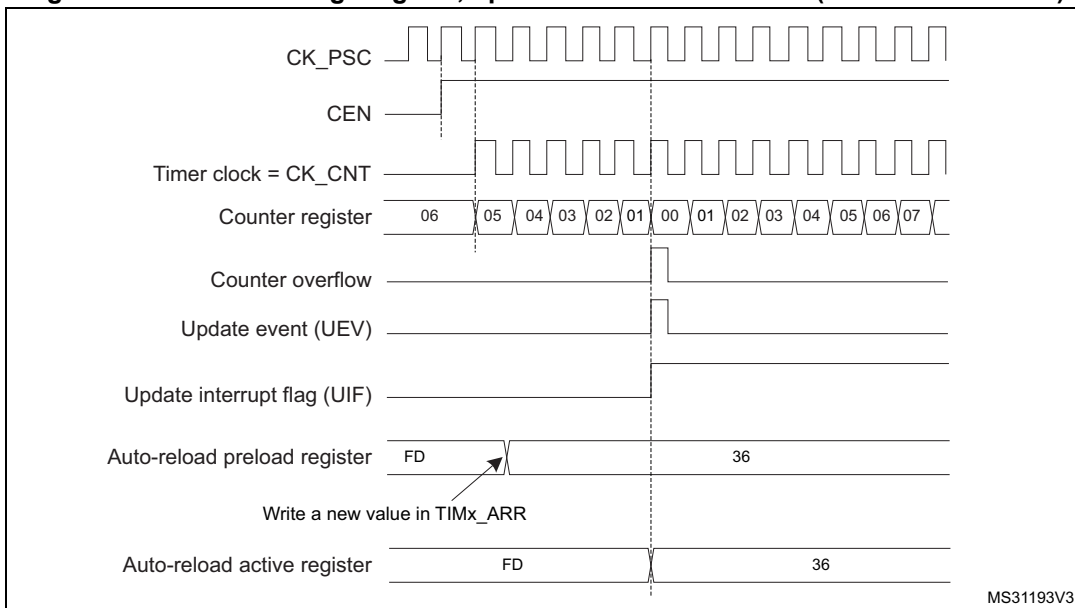 CK_PSC
CEN
Timer clock = CK_CNT
Counter register 06 05 04 03 02 01 00 01 02 03 04 05 06 07
Counter overflow
Update event (UEV)
Update interrupt flag (UIF)
Auto-reload preload register FD 36
Write a new value in TIMx_ARR
Auto-reload active register FD 36
MS31193V3